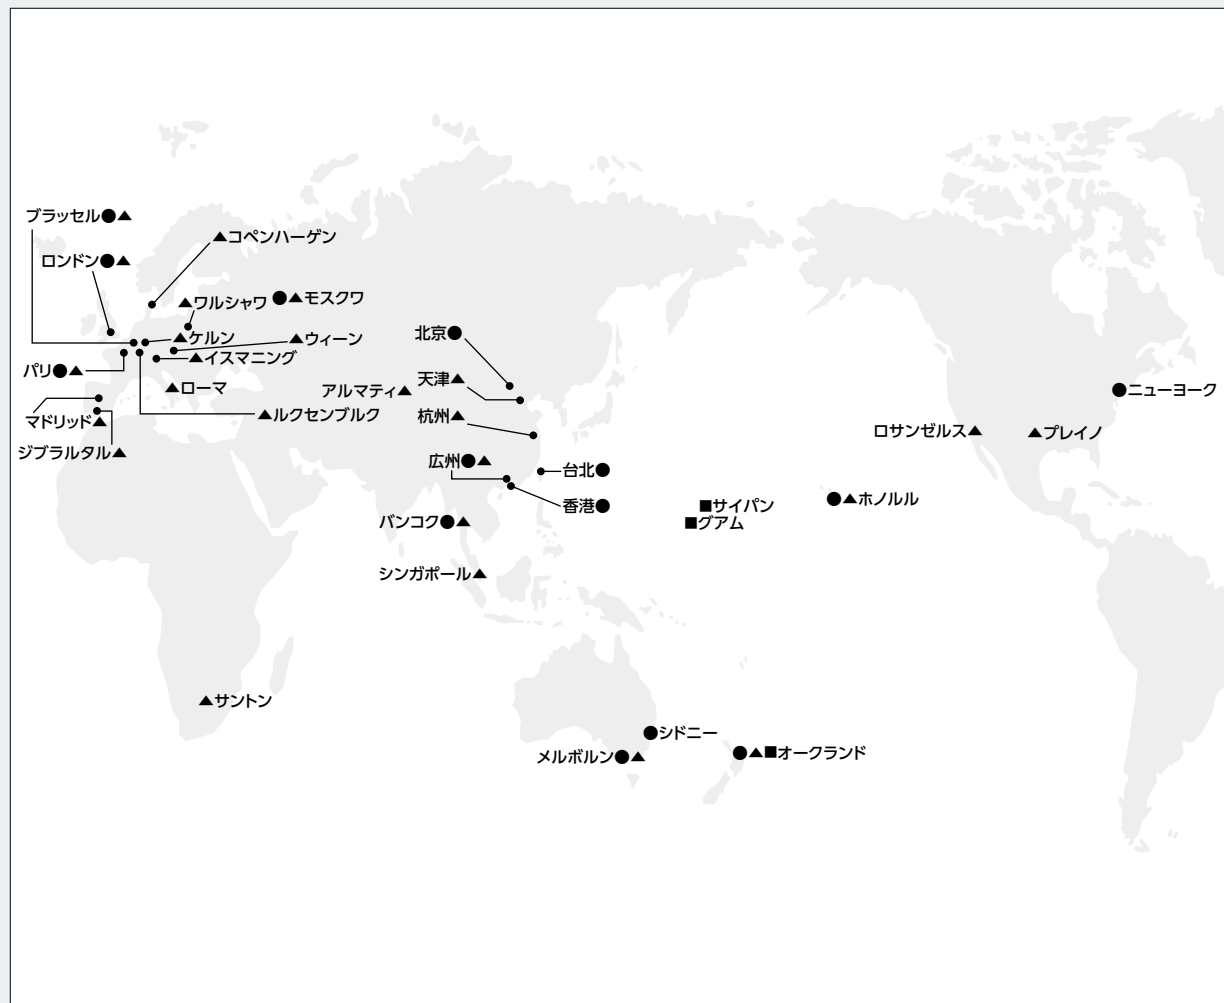 ブラッセル●▲
▲コペンハーゲン
ロンドン●▲
▲ワルシャワ
●▲モスクワ
▲ケルン
▲ウィーン
北京●
▲イスマニング
パリ●▲
天津▲
▲ローマ
アルマティ▲
●ニューヨーク
▲ルクセンブルク
杭州▲
マドリッド▲
ロサンゼルス▲
▲プレイノ
ジブラルタル▲
広州●▲
台北●
香港●
■サイパン
●▲ホノルル
バンコク●▲
■グアム
シンガポール▲
▲サントン
●シドニー
メルボルン●▲
●▲■オークランド